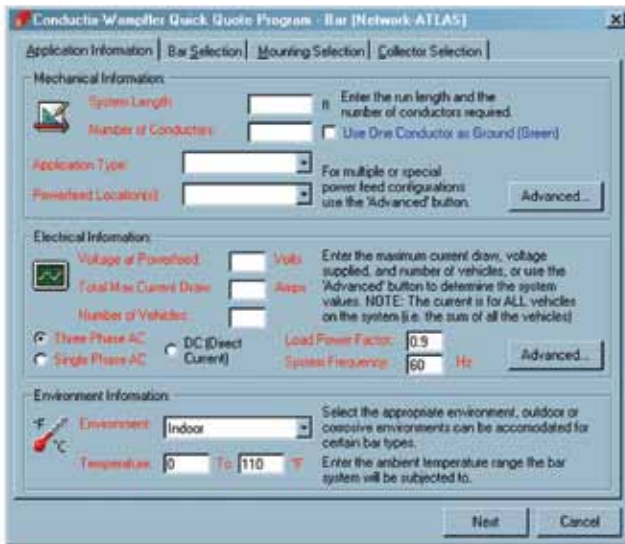 Conductix-Wampfler Quick Quote Program - Bar (Network-ATLAS)
Application Information Bar Selection Mounting Selection Collector Selection
Mechanical Information:
System Length: ft Enter the run length and the
number of conductors required.
Number of Conductors: Use One Conductor as Ground (Green)
Application Type:
For multiple or special
power feed configurations
use the 'Advanced' button.
Powerfeed Location(s):
Advanced...
Electrical Information:
Voltage at Powerfeed: Volts
Total Max Current Draw: Amps
Number of Vehicles:
Enter the maximum current draw, voltage
supplied, and number of vehicles, or use the
'Advanced' button to determine the system
values. NOTE: The current is for ALL vehicles
on the system (i.e. the sum of all the vehicles)
Three Phase AC
Single Phase AC
DC (Direct
Current)
Load Power Factor: 0.9
System Frequency: 60 Hz
Advanced...
Environment Information:
°F
°C
Environment: Indoor
Select the appropriate environment, outdoor or
corrosive environments can be accomodated for
certain bar types.
Temperature: 0 To: 110 °F
Enter the ambient temperature range the bar
system will be subjected to.
Next Cancel